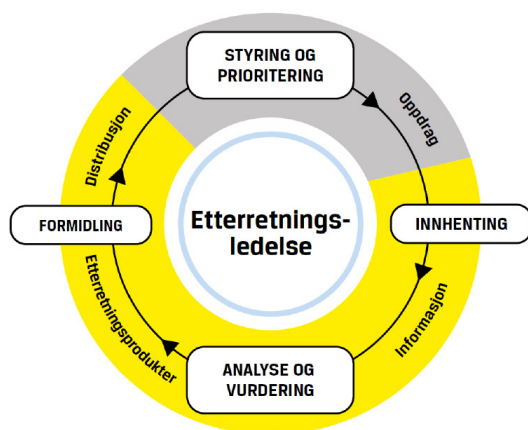 STYRING OG
PRIORITERING
Oppdrag
INNHENTING
Informasjon
ANALYSE OG
VURDERING
Etterretningsprodukter
FORMIDLING
Distribusjon
Etterretnings-
ledelse